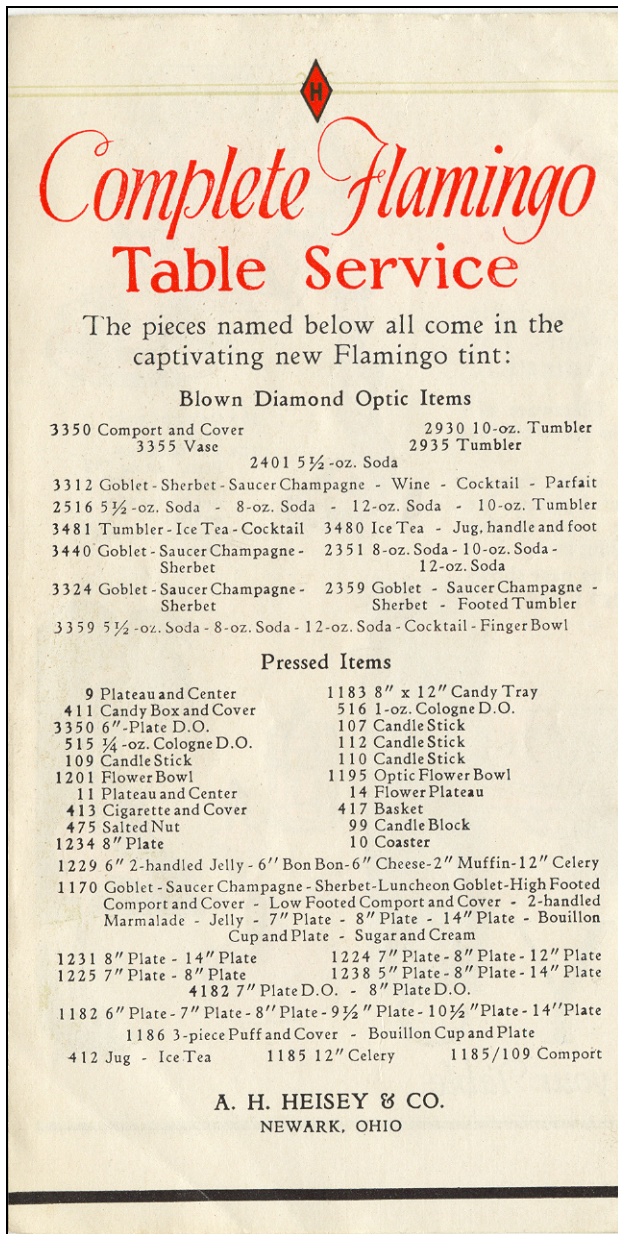 H
Complete Flamingo
Table Service
The pieces named below all come in the
captivating new Flamingo tint:
Blown Diamond Optic Items
3350 Comport and Cover 2930 10-oz. Tumbler
3355 Vase 2935 Tumbler
2401 5½-oz. Soda
3312 Goblet - Sherbet - Saucer Champagne - Wine - Cocktail - Parfait
2516 5½-oz. Soda - 8-oz. Soda - 12-oz. Soda - 10-oz. Tumbler
3481 Tumbler - Ice Tea - Cocktail 3480 Ice Tea - Jug, handle and foot
3440 Goblet - Saucer Champagne - 2351 8-oz. Soda - 10-oz. Soda -
Sherbet 12-oz. Soda
3324 Goblet - Saucer Champagne - 2359 Goblet - Saucer Champagne -
Sherbet Sherbet - Footed Tumbler
3359 5½-oz. Soda - 8-oz. Soda - 12-oz. Soda - Cocktail - Finger Bowl
Pressed Items
9 Plateau and Center 1183 8" x 12" Candy Tray
411 Candy Box and Cover 516 1-oz. Cologne D.O.
3350 6"-Plate D.O. 107 Candle Stick
515 ¼-oz. Cologne D.O. 112 Candle Stick
109 Candle Stick 110 Candle Stick
1201 Flower Bowl 1195 Optic Flower Bowl
11 Plateau and Center 14 Flower Plateau
413 Cigarette and Cover 417 Basket
475 Salted Nut 99 Candle Block
1234 8" Plate 10 Coaster
1229 6" 2-handled Jelly - 6" Bon Bon-6" Cheese-2" Muffin-12" Celery
1170 Goblet - Saucer Champagne - Sherbet-Luncheon Goblet-High Footed
Comport and Cover - Low Footed Comport and Cover - 2-handled
Marmalade - Jelly - 7" Plate - 8" Plate - 14" Plate - Bouillon
Cup and Plate - Sugar and Cream
1231 8" Plate - 14" Plate 1224 7" Plate - 8" Plate - 12" Plate
1225 7" Plate - 8" Plate 1238 5" Plate - 8" Plate - 14" Plate
4182 7" Plate D.O. - 8" Plate D.O.
1182 6" Plate - 7" Plate - 8" Plate - 9½" Plate - 10½" Plate - 14" Plate
1186 3-piece Puff and Cover - Bouillon Cup and Plate
412 Jug - Ice Tea 1185 12" Celery 1185/109 Comport
A. H. HEISEY & CO.
NEWARK, OHIO